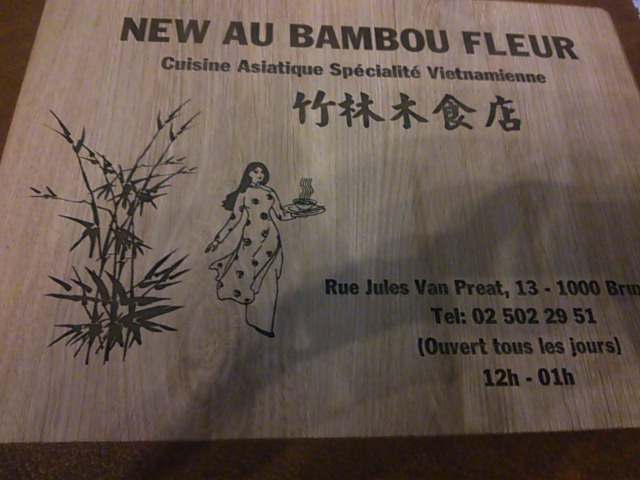 NEW AU BAMBOU FLEUR
Cuisine Asiatique Spécialité Vietnamienne
竹林木食店
Rue Jules Van Preat, 13 - 1000 Bru
Tel: 02 502 29 51
(Ouvert tous les jours)
12h - 01h